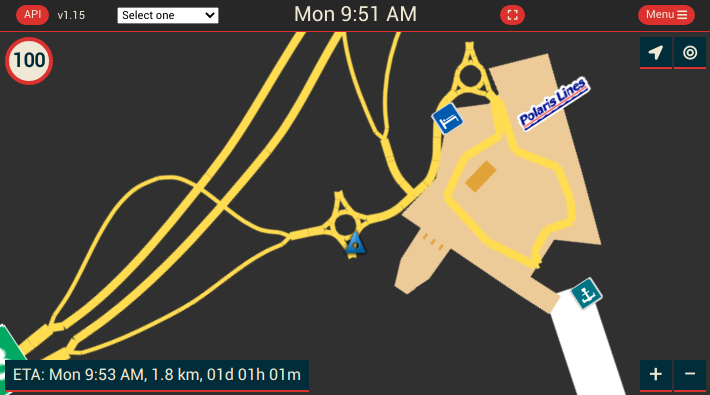 API
v1.15
Select one
Mon 9:51 AM
Menu
100
Polaris Lines
ETA: Mon 9:53 AM, 1.8 km, 01d 01h 01m
+
−